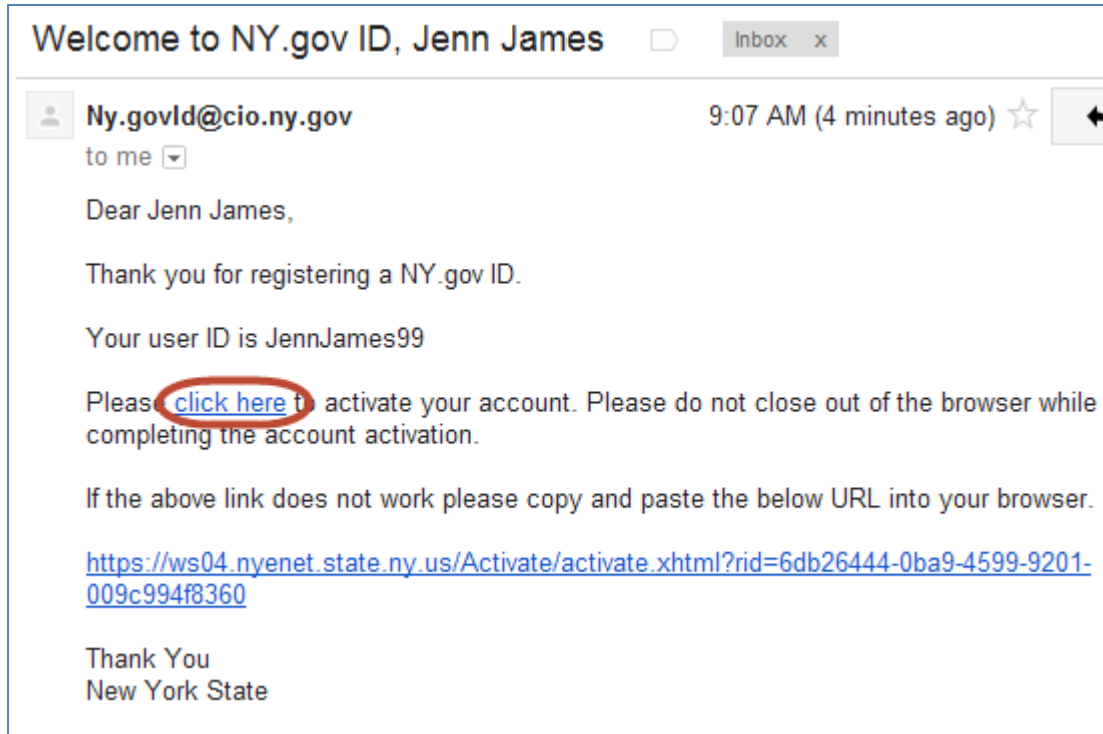 Welcome to NY.gov ID, Jenn James
Inbox x
Ny.govId@cio.ny.gov
9:07 AM (4 minutes ago)
to me
Dear Jenn James,
Thank you for registering a NY.gov ID.
Your user ID is JennJames99
Please click here to activate your account. Please do not close out of the browser while
completing the account activation.
If the above link does not work please copy and paste the below URL into your browser.
https://ws04.nyenet.state.ny.us/Activate/activate.xhtml?rid=6db26444-0ba9-4599-9201-
009c994f8360
Thank You
New York State